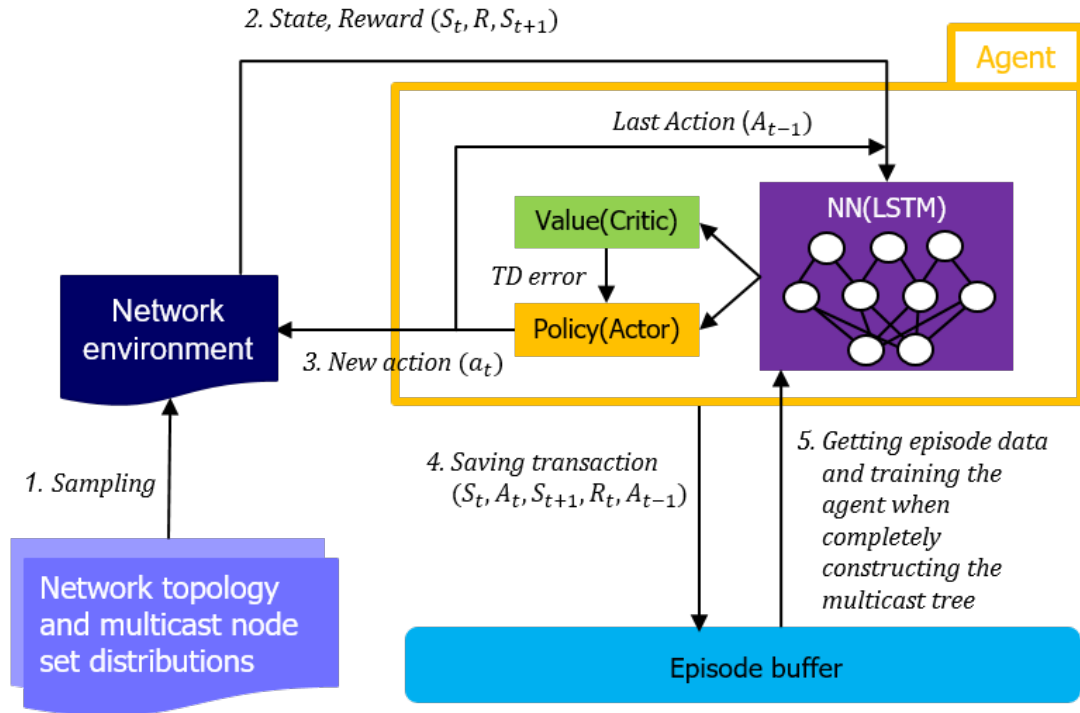 2. State, Reward (S_t, R, S_{t+1})
Agent
Last Action (A_{t−1})
NN(LSTM)
Value(Critic)
TD error
Policy(Actor)
Network
environment
3. New action (a_t)
1. Sampling
4. Saving transaction
(S_t, A_t, S_{t+1}, R_t, A_{t−1})
5. Getting episode data
and training the
agent when
completely
constructing the
multicast tree
Network topology
and multicast node
set distributions
Episode buffer